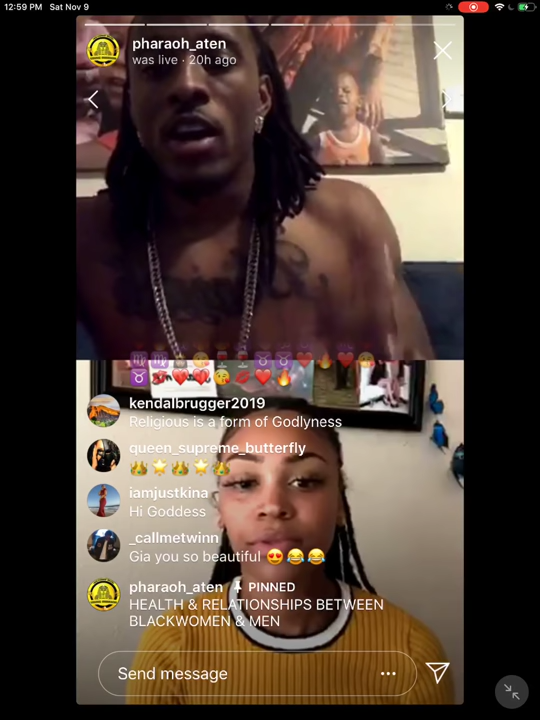 12:59 PM Sat Nov 9
pharaoh_aten
was live · 20h ago
♍♍
♉♉❤️🔥❤️
♉💔💔😘💋❤️🔥
kendalbrugger2019
Religious is a form of Godlyness
queen_supreme_butterfly
👑⭐👑⭐👑
iamjustkina
Hi Goddess
_callmetwinn
Gia you so beautiful 😍😂😂
pharaoh_aten 📌 PINNED
HEALTH & RELATIONSHIPS BETWEEN
BLACKWOMEN & MEN
Send message